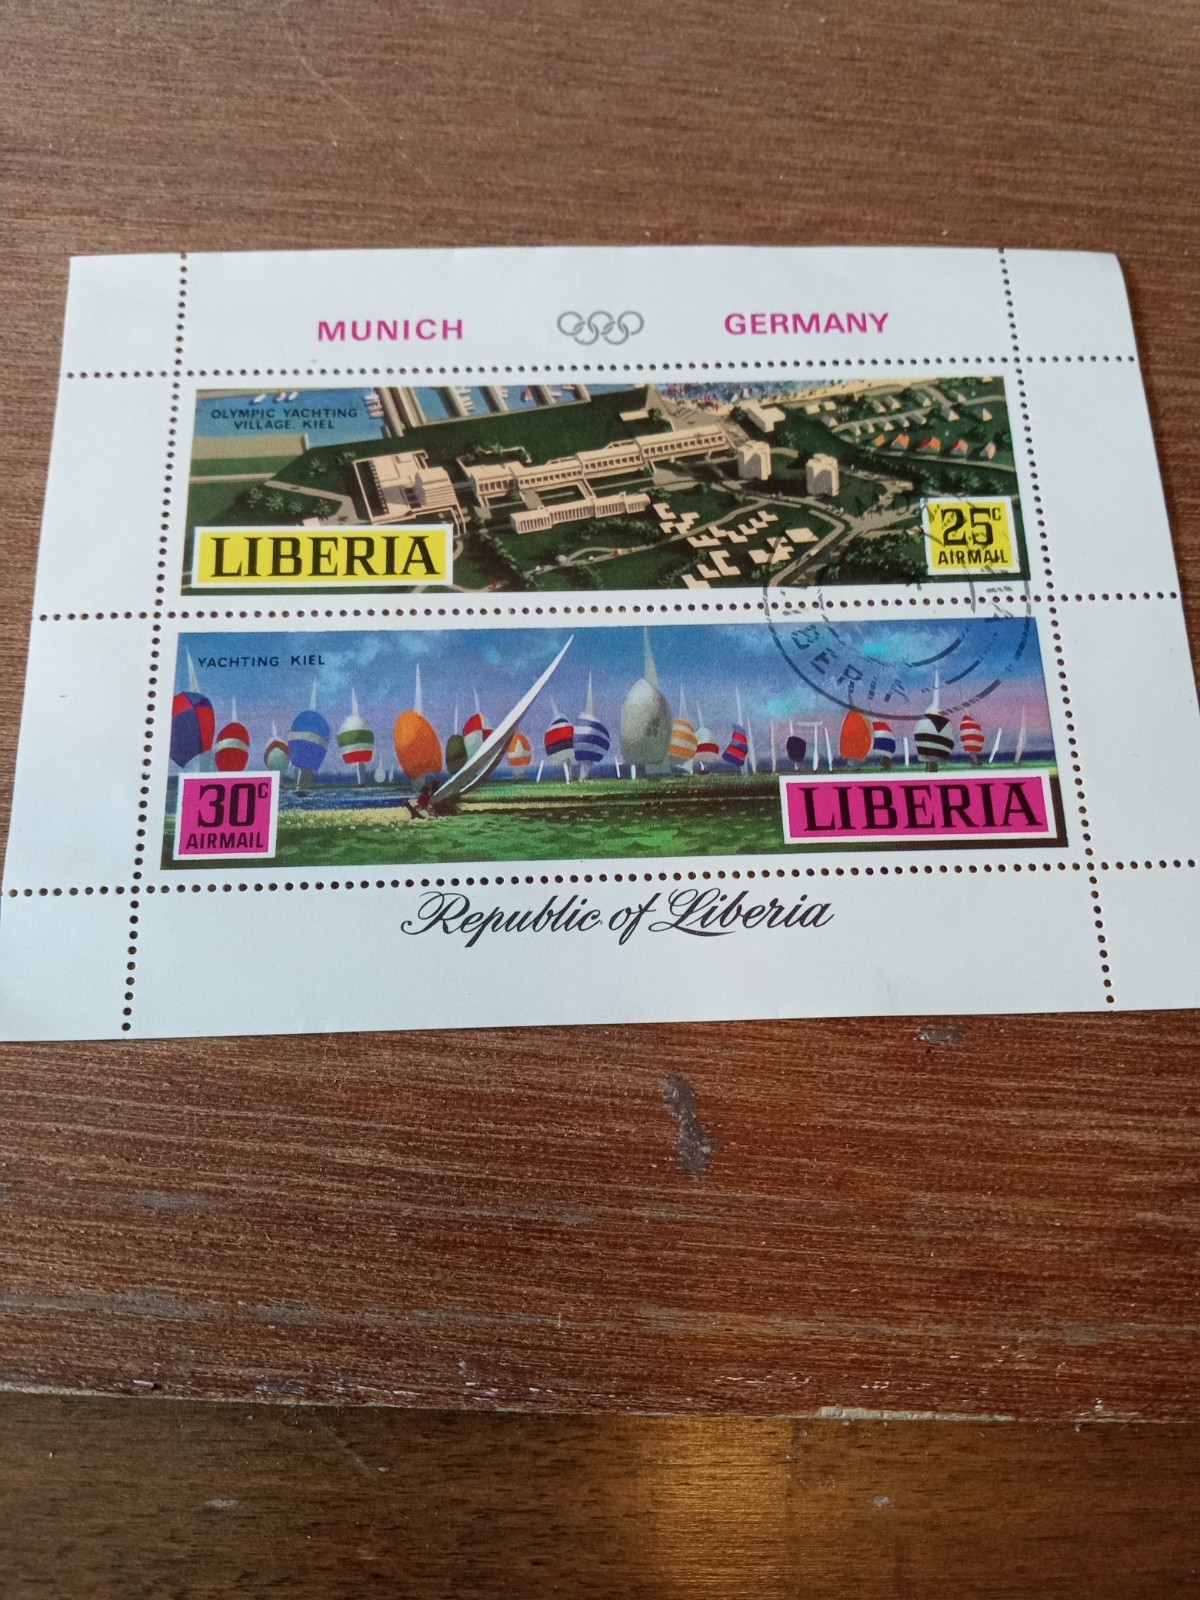 MUNICH GERMANY
OLYMPIC YACHTING
VILLAGE, KIEL
LIBERIA
25c
AIRMAIL
YACHTING KIEL
30c
AIRMAIL
LIBERIA
Republic of Liberia